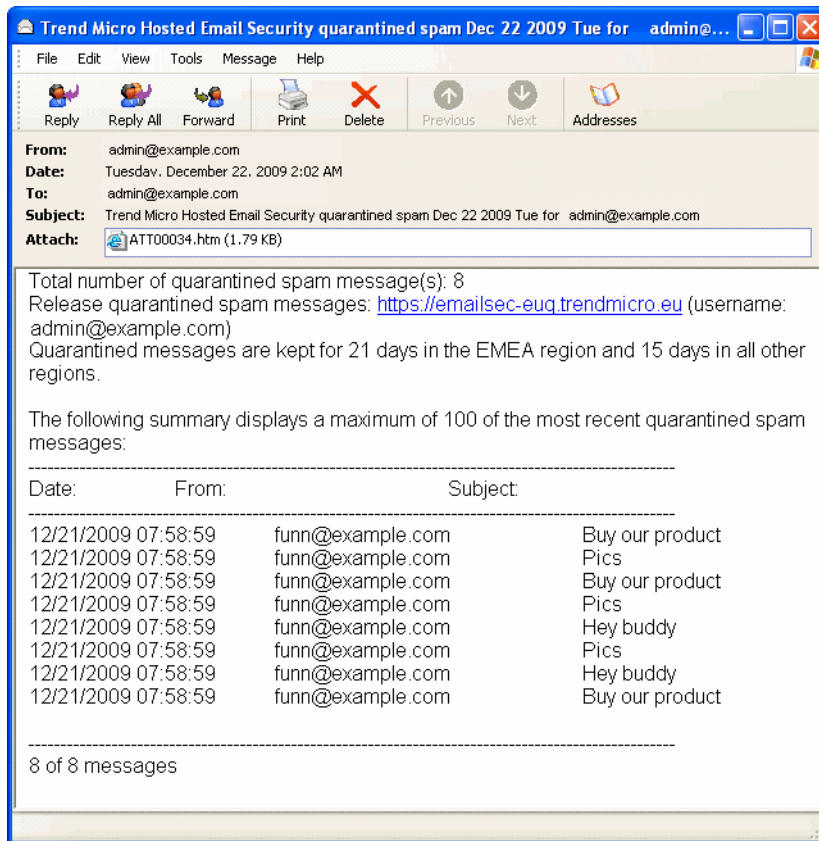 Trend Micro Hosted Email Security quarantined spam Dec 22 2009 Tue for admin@...
File Edit View Tools Message Help
Reply Reply All Forward Print Delete Previous Next Addresses
From: admin@example.com
Date: Tuesday, December 22, 2009 2:02 AM
To: admin@example.com
Subject: Trend Micro Hosted Email Security quarantined spam Dec 22 2009 Tue for admin@example.com
Attach: ATT00034.htm (1.79 KB)
Total number of quarantined spam message(s): 8
Release quarantined spam messages: https://emailsec-euq.trendmicro.eu (username:
admin@example.com)
Quarantined messages are kept for 21 days in the EMEA region and 15 days in all other
regions.
The following summary displays a maximum of 100 of the most recent quarantined spam
messages:
Date: From: Subject:
12/21/2009 07:58:59 funn@example.com Buy our product
12/21/2009 07:58:59 funn@example.com Pics
12/21/2009 07:58:59 funn@example.com Buy our product
12/21/2009 07:58:59 funn@example.com Pics
12/21/2009 07:58:59 funn@example.com Hey buddy
12/21/2009 07:58:59 funn@example.com Pics
12/21/2009 07:58:59 funn@example.com Hey buddy
12/21/2009 07:58:59 funn@example.com Buy our product
8 of 8 messages